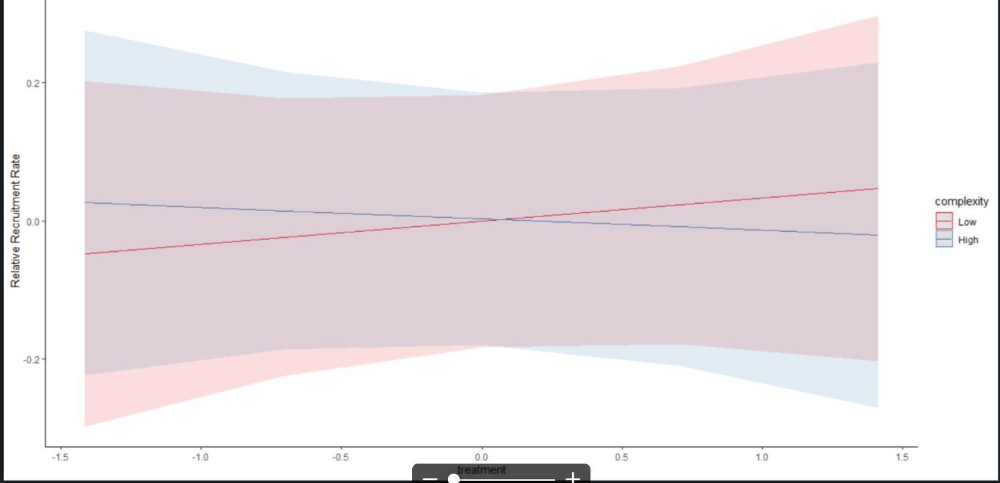 0.2
0.0
-0.2
Relative Recruitment Rate
-1.5
-1.0
-0.5
0.0
0.5
1.0
1.5
treatment
complexity
Low
High